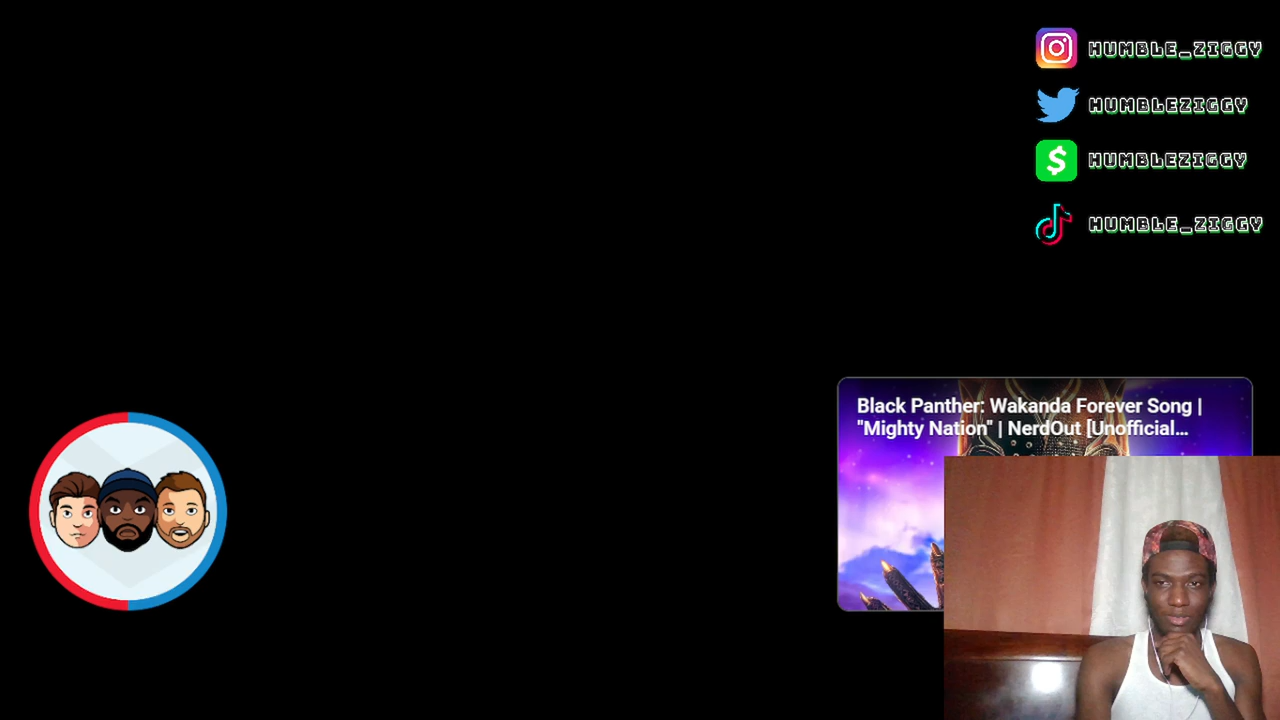 HUMBLE_ZIGGY
HUMBLEZIGGY
HUMBLEZIGGY
HUMBLE_ZIGGY
Black Panther: Wakanda Forever Song |
"Mighty Nation" | NerdOut [Unofficial...